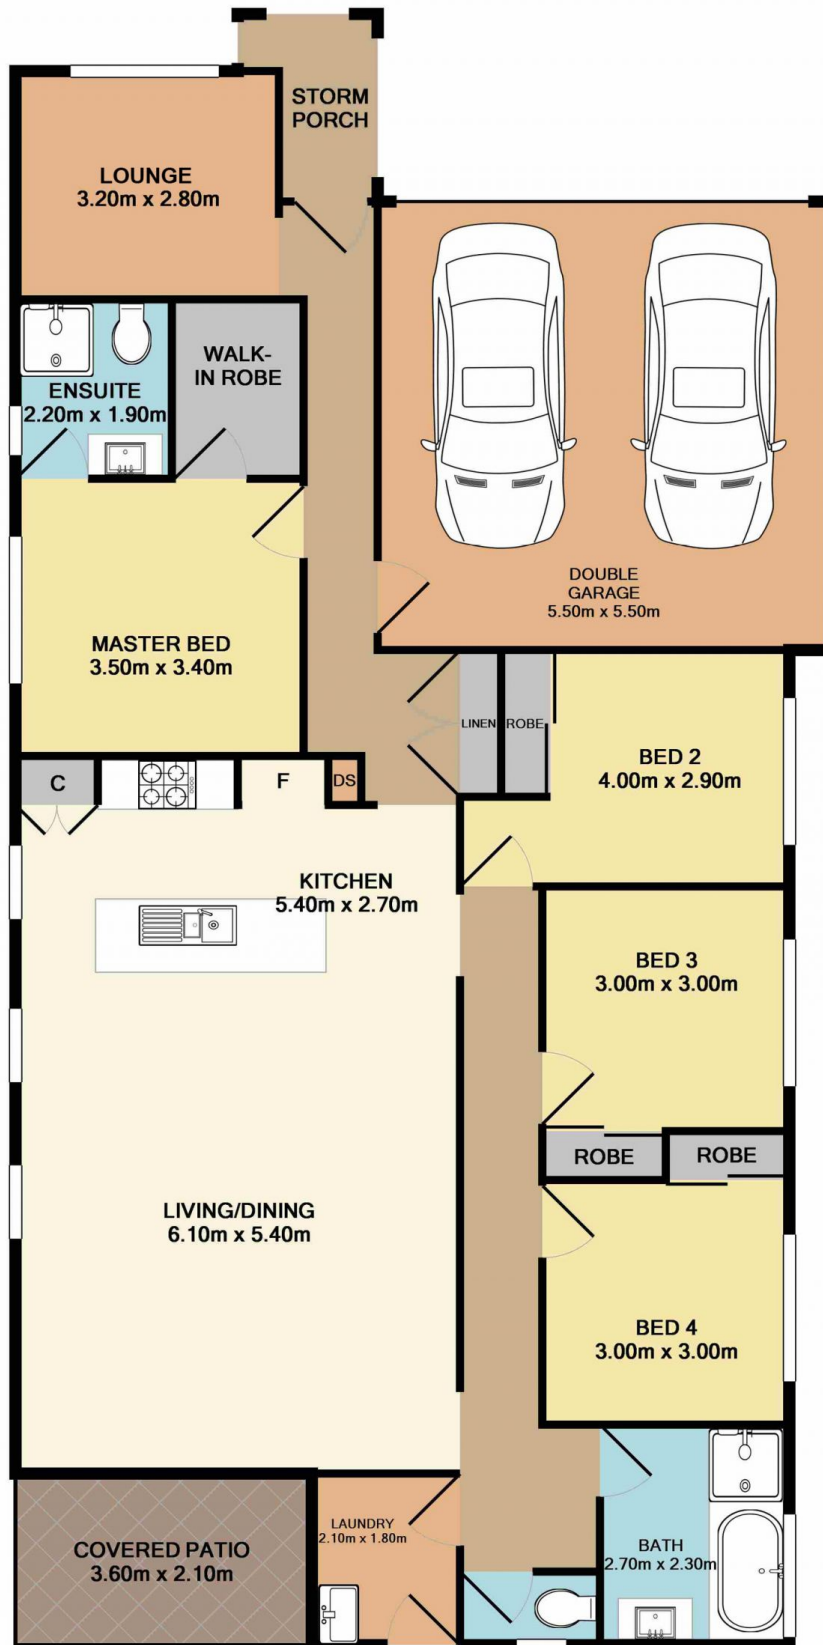 STORM
PORCH
LOUNGE
3.20m x 2.80m
WALK-
IN ROBE
ENSUITE
2.20m x 1.90m
DOUBLE
GARAGE
5.50m x 5.50m
MASTER BED
3.50m x 3.40m
LINEN
ROBE
BED 2
4.00m x 2.90m
C
F
DS
KITCHEN
5.40m x 2.70m
BED 3
3.00m x 3.00m
ROBE
ROBE
LIVING/DINING
6.10m x 5.40m
BED 4
3.00m x 3.00m
LAUNDRY
2.10m x 1.80m
COVERED PATIO
3.60m x 2.10m
BATH
2.70m x 2.30m